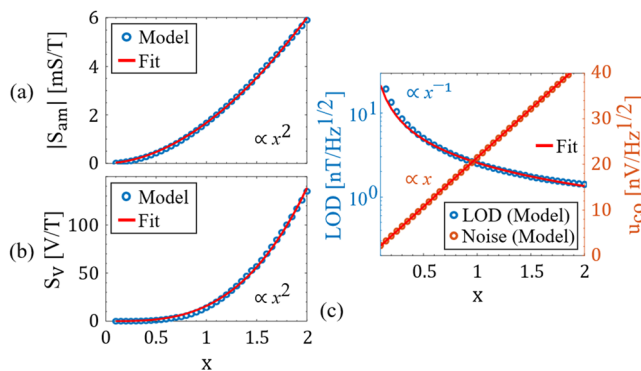 (a)
|S_am| [mS/T]
6
4
2
0
Model
Fit
∝ x²
(b)
S_V [V/T]
100
50
0
Model
Fit
∝ x²
0 0.5 1 1.5 2
x
(c)
LOD [nT/Hz^1/2]
10¹
10⁰
∝ x⁻¹
∝ x
Fit
LOD (Model)
Noise (Model)
0.5 1 1.5 2
x
40
30
20
10
0
u_co [nV/Hz^1/2]